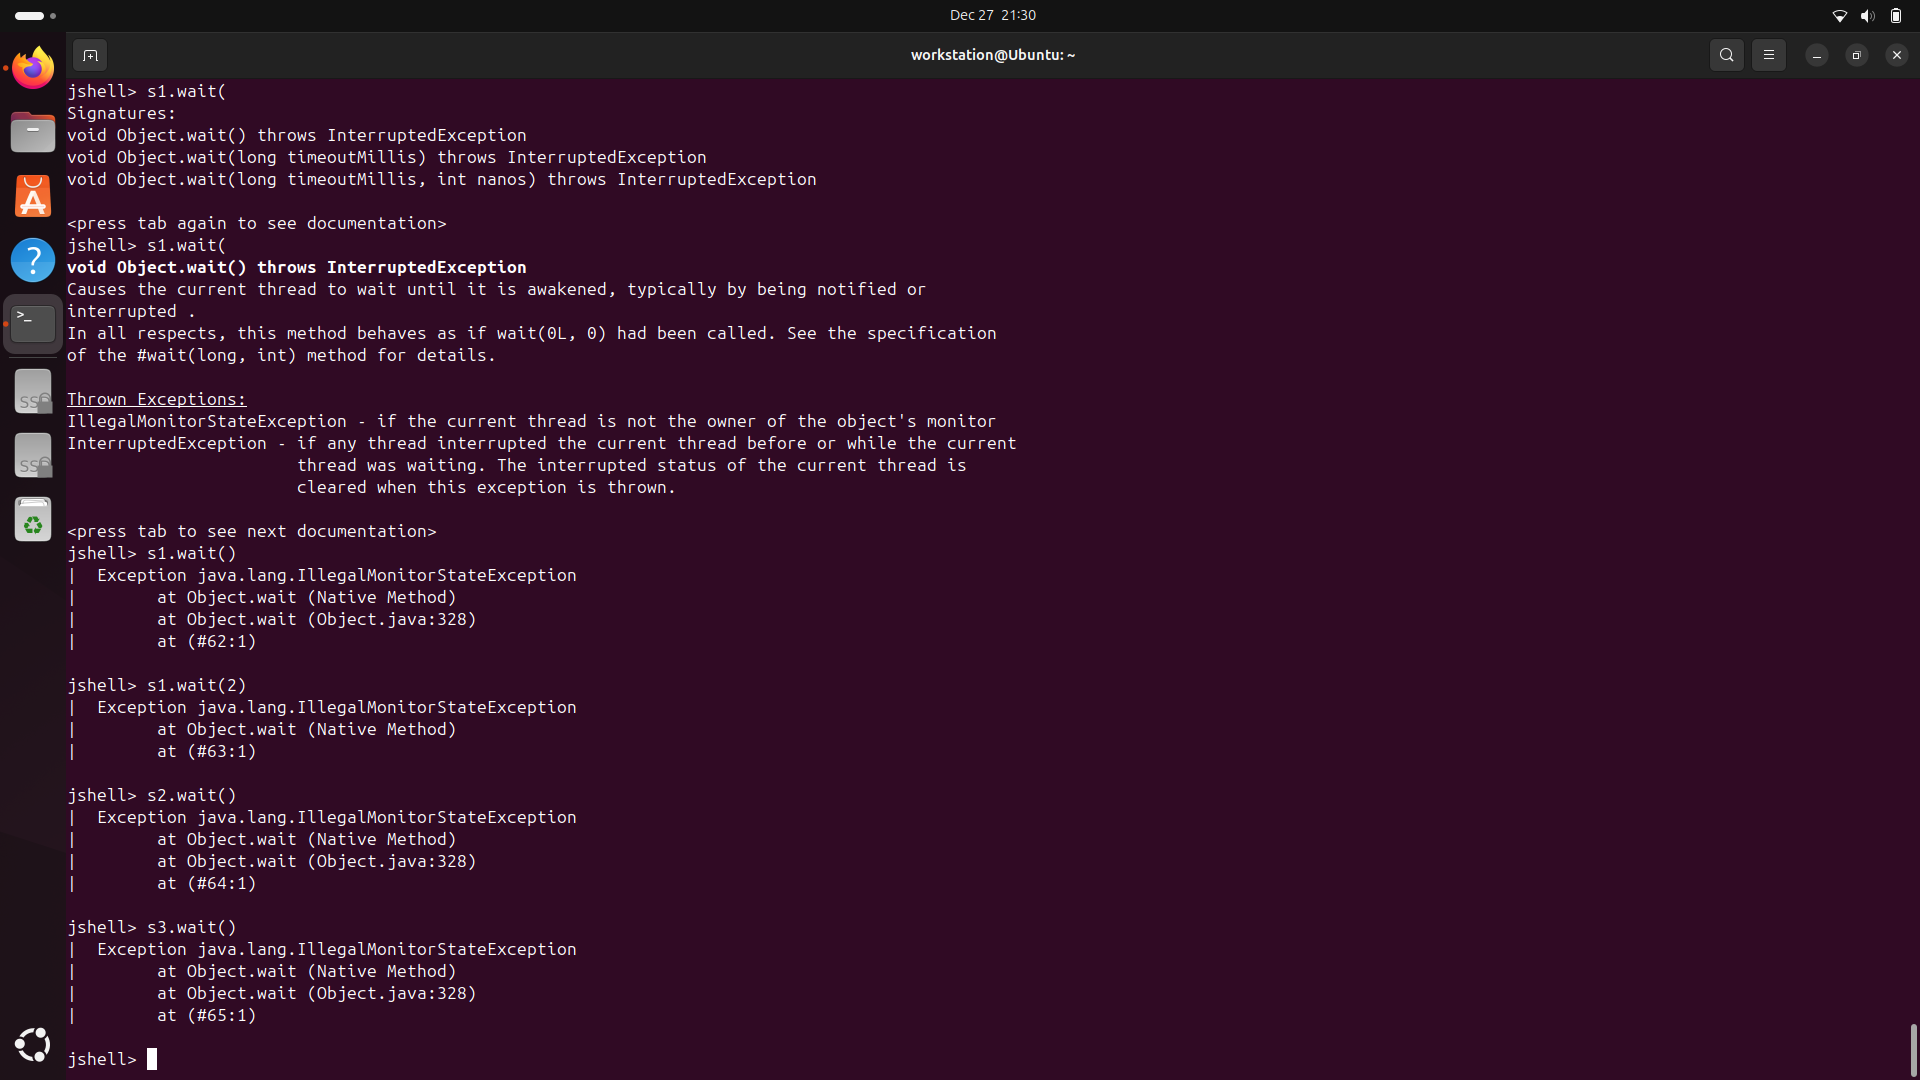 Dec 27 21:30
workstation@Ubuntu: ~
jshell> s1.wait(
Signatures:
void Object.wait() throws InterruptedException
void Object.wait(long timeoutMillis) throws InterruptedException
void Object.wait(long timeoutMillis, int nanos) throws InterruptedException
<press tab again to see documentation>
jshell> s1.wait(
void Object.wait() throws InterruptedException
Causes the current thread to wait until it is awakened, typically by being notified or
interrupted .
In all respects, this method behaves as if wait(0L, 0) had been called. See the specification
of the #wait(long, int) method for details.
Thrown Exceptions:
IllegalMonitorStateException - if the current thread is not the owner of the object's monitor
InterruptedException - if any thread interrupted the current thread before or while the current
thread was waiting. The interrupted status of the current thread is
cleared when this exception is thrown.
<press tab to see next documentation>
jshell> s1.wait()
|  Exception java.lang.IllegalMonitorStateException
|        at Object.wait (Native Method)
|        at Object.wait (Object.java:328)
|        at (#62:1)
jshell> s1.wait(2)
|  Exception java.lang.IllegalMonitorStateException
|        at Object.wait (Native Method)
|        at (#63:1)
jshell> s2.wait()
|  Exception java.lang.IllegalMonitorStateException
|        at Object.wait (Native Method)
|        at Object.wait (Object.java:328)
|        at (#64:1)
jshell> s3.wait()
|  Exception java.lang.IllegalMonitorStateException
|        at Object.wait (Native Method)
|        at Object.wait (Object.java:328)
|        at (#65:1)
jshell>